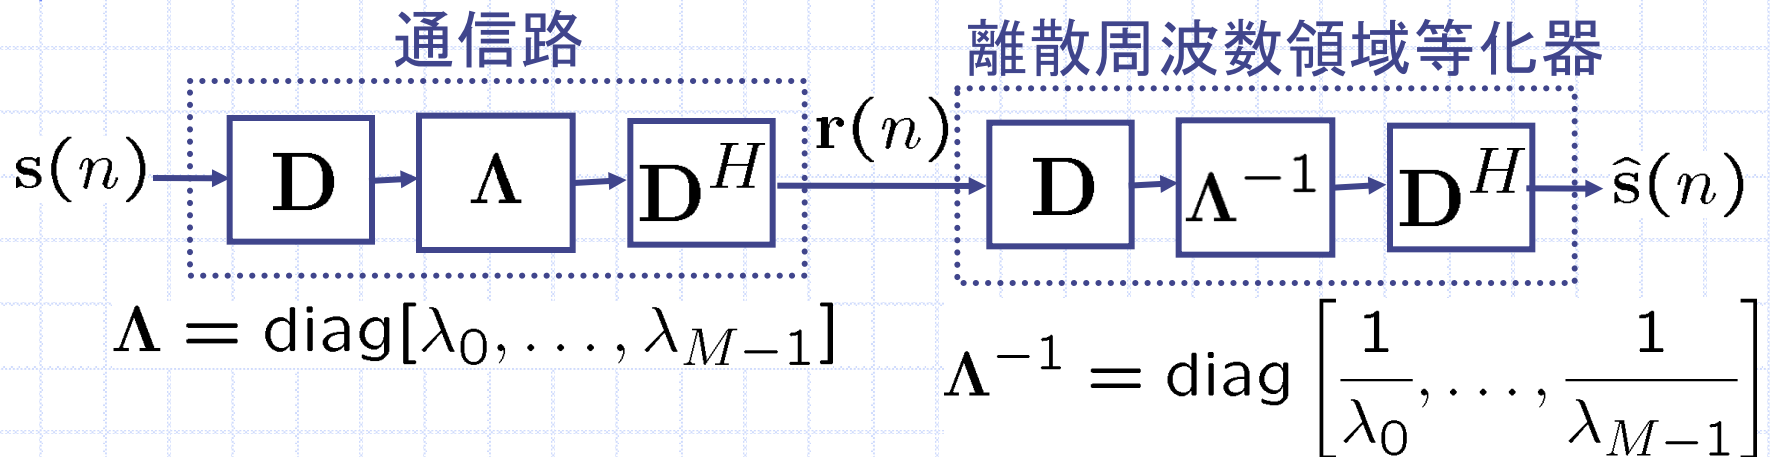 通信路 離散周波数領域等化器
s(n) D Λ D^H r(n) D Λ^{-1} D^H ŝ(n)
Λ = diag[λ_0, . . . , λ_{M-1}]
Λ^{-1} = diag [1/λ_0, . . . , 1/λ_{M-1}]